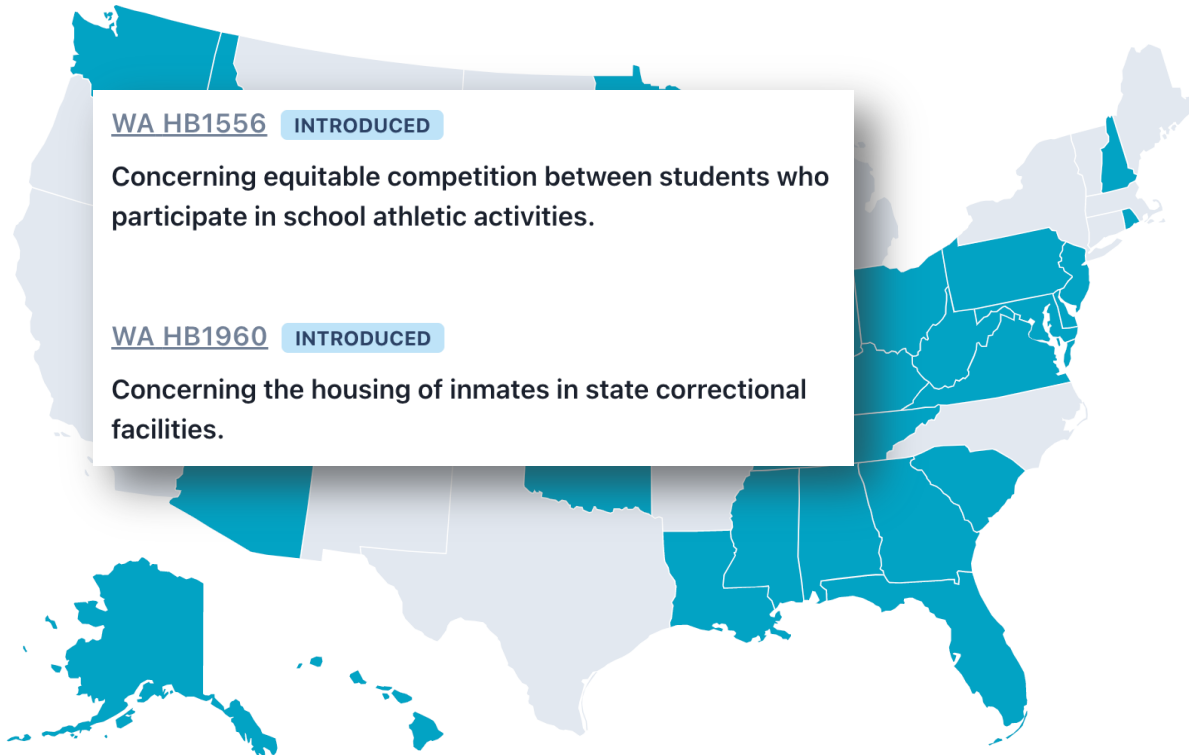 WA HB1556 INTRODUCED
Concerning equitable competition between students who
participate in school athletic activities.
WA HB1960 INTRODUCED
Concerning the housing of inmates in state correctional
facilities.